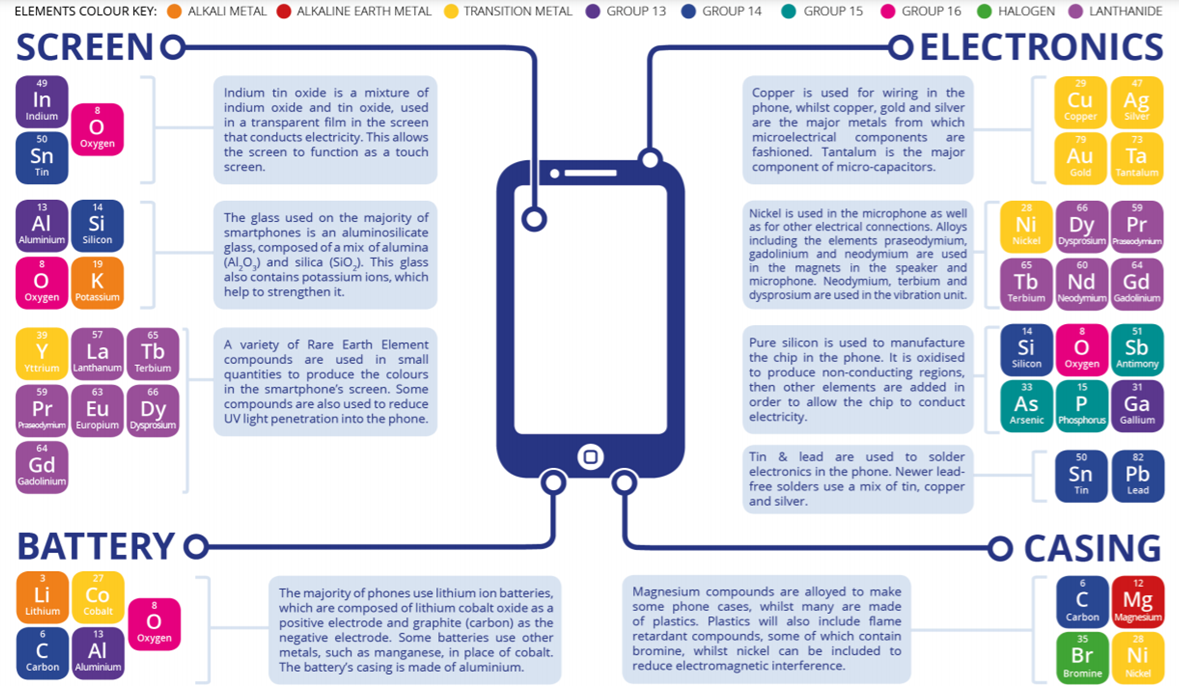 ELEMENTS COLOUR KEY: ALKALI METAL ALKALINE EARTH METAL TRANSITION METAL GROUP 13 GROUP 14 GROUP 15 GROUP 16 HALOGEN LANTHANIDE
SCREEN
49
In
Indium
8
O
Oxygen
50
Sn
Tin
Indium tin oxide is a mixture of
indium oxide and tin oxide, used
in a transparent film in the screen
that conducts electricity. This allows
the screen to function as a touch
screen.
13
Al
Aluminium
14
Si
Silicon
8
O
Oxygen
19
K
Potassium
The glass used on the majority of
smartphones is an aluminosilicate
glass, composed of a mix of alumina
(Al₂O₃) and silica (SiO₂). This glass
also contains potassium ions, which
help to strengthen it.
39
Y
Yttrium
57
La
Lanthanum
65
Tb
Terbium
59
Pr
Praseodymium
63
Eu
Europium
66
Dy
Dysprosium
64
Gd
Gadolinium
A variety of Rare Earth Element
compounds are used in small
quantities to produce the colours
in the smartphone's screen. Some
compounds are also used to reduce
UV light penetration into the phone.
ELECTRONICS
Copper is used for wiring in the
phone, whilst copper, gold and silver
are the major metals from which
microelectrical components are
fashioned. Tantalum is the major
component of micro-capacitors.
29
Cu
Copper
47
Ag
Silver
79
Au
Gold
73
Ta
Tantalum
Nickel is used in the microphone as well
as for other electrical connections. Alloys
including the elements praseodymium,
gadolinium and neodymium are used
in the magnets in the speaker and
microphone. Neodymium, terbium and
dysprosium are used in the vibration unit.
28
Ni
Nickel
66
Dy
Dysprosium
59
Pr
Praseodymium
65
Tb
Terbium
60
Nd
Neodymium
64
Gd
Gadolinium
Pure silicon is used to manufacture
the chip in the phone. It is oxidised
to produce non-conducting regions,
then other elements are added in
order to allow the chip to conduct
electricity.
14
Si
Silicon
8
O
Oxygen
51
Sb
Antimony
33
As
Arsenic
15
P
Phosphorus
31
Ga
Gallium
Tin & lead are used to solder
electronics in the phone. Newer lead-
free solders use a mix of tin, copper
and silver.
50
Sn
Tin
82
Pb
Lead
BATTERY
3
Li
Lithium
27
Co
Cobalt
8
O
Oxygen
6
C
Carbon
13
Al
Aluminium
The majority of phones use lithium ion batteries,
which are composed of lithium cobalt oxide as a
positive electrode and graphite (carbon) as the
negative electrode. Some batteries use other
metals, such as manganese, in place of cobalt.
The battery's casing is made of aluminium.
CASING
Magnesium compounds are alloyed to make
some phone cases, whilst many are made
of plastics. Plastics will also include flame
retardant compounds, some of which contain
bromine, whilst nickel can be included to
reduce electromagnetic interference.
6
C
Carbon
12
Mg
Magnesium
35
Br
Bromine
28
Ni
Nickel